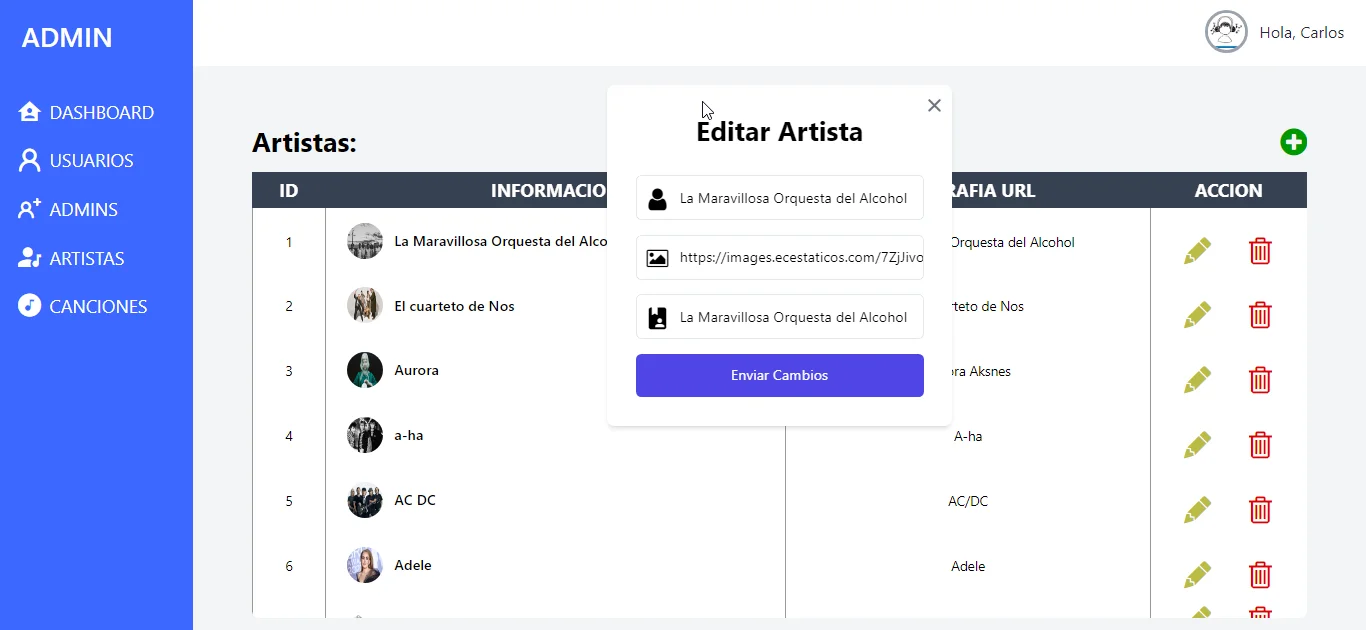 ADMIN
Hola, Carlos
DASHBOARD
USUARIOS
ADMINS
ARTISTAS
CANCIONES
Artistas:
Editar Artista
La Maravillosa Orquesta del Alcohol
https://images.ecestaticos.com/7ZjJivo
La Maravillosa Orquesta del Alcohol
Enviar Cambios
ID INFORMACIO RAFIA URL ACCION
1 La Maravillosa Orquesta del Alco Orquesta del Alcohol
2 El cuarteto de Nos rteto de Nos
3 Aurora ora Aksnes
4 a-ha A-ha
5 AC DC AC/DC
6 Adele Adele